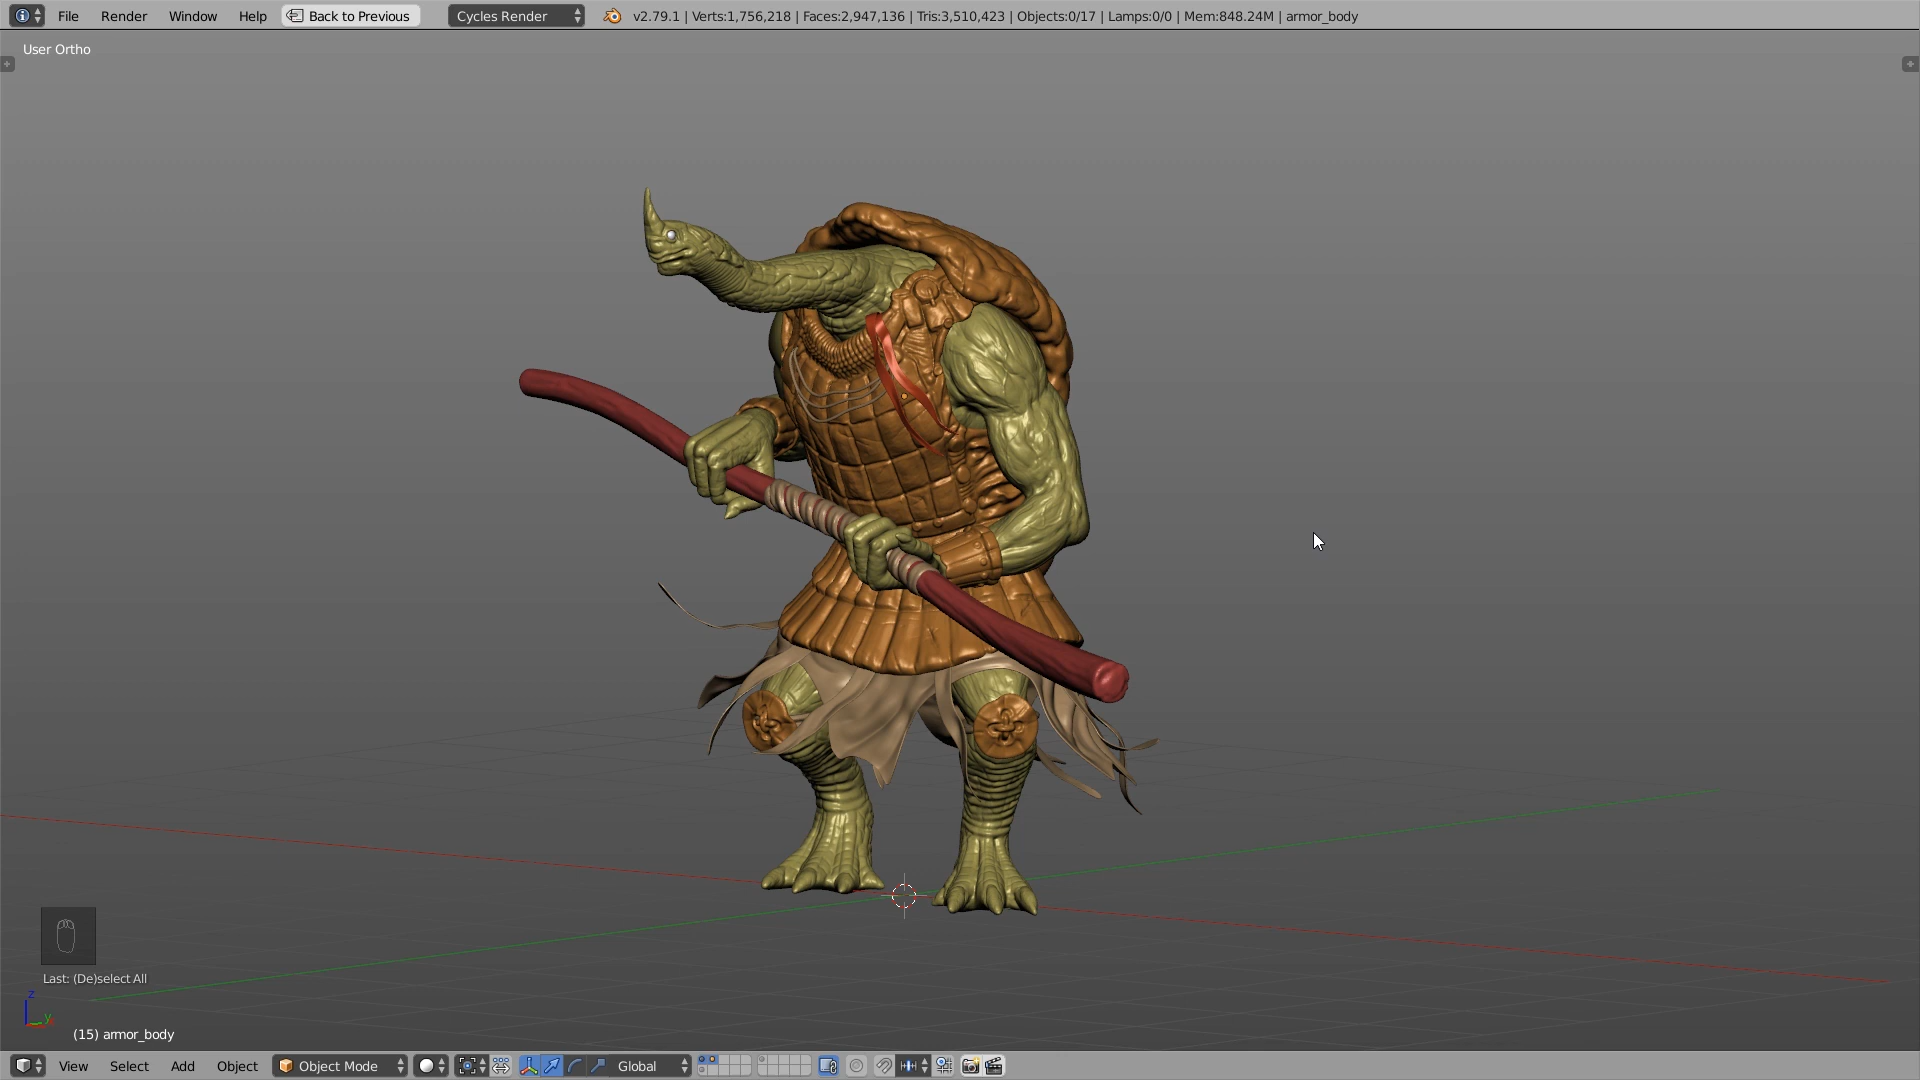 File Render Window Help Back to Previous Cycles Render v2.79.1 | Verts:1,756,218 | Faces:2,947,136 | Tris:3,510,423 | Objects:0/17 | Lamps:0/0 | Mem:848.24M | armor_body
User Ortho
Last: (De)select All
z
y
(15) armor_body
View Select Add Object Object Mode Global